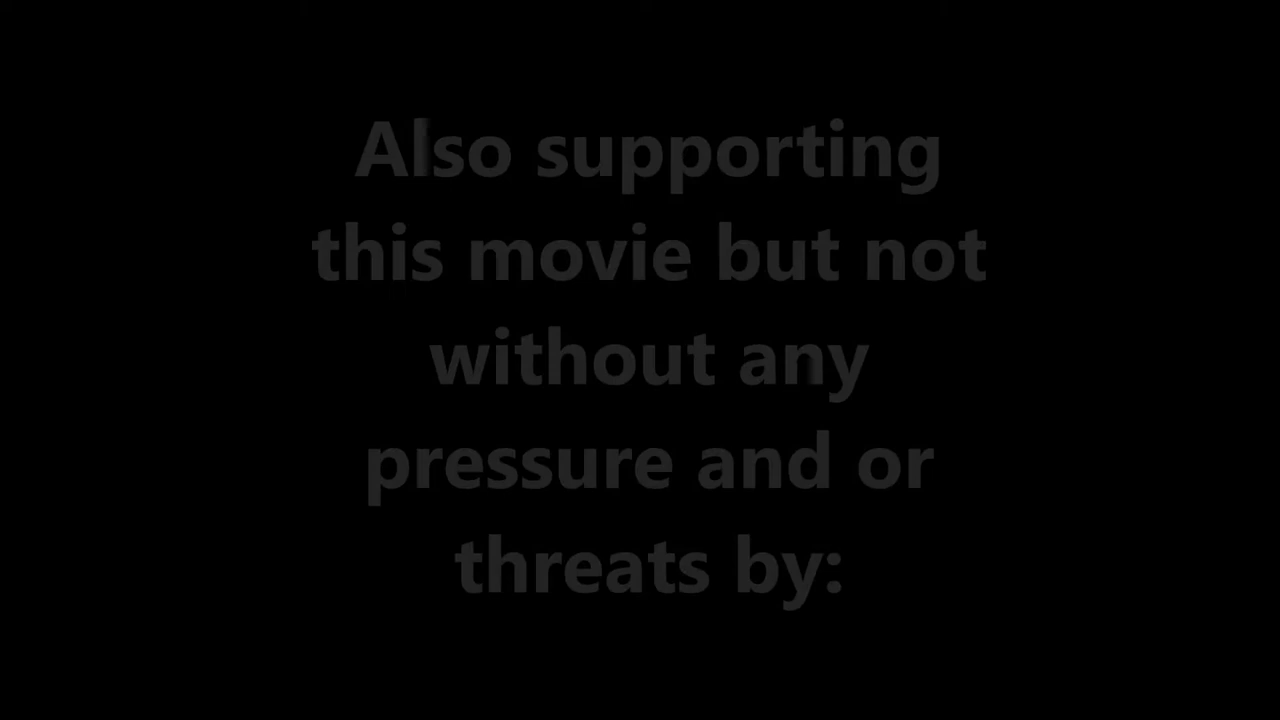 Also supporting
this movie but not
without any
pressure and or
threats by: